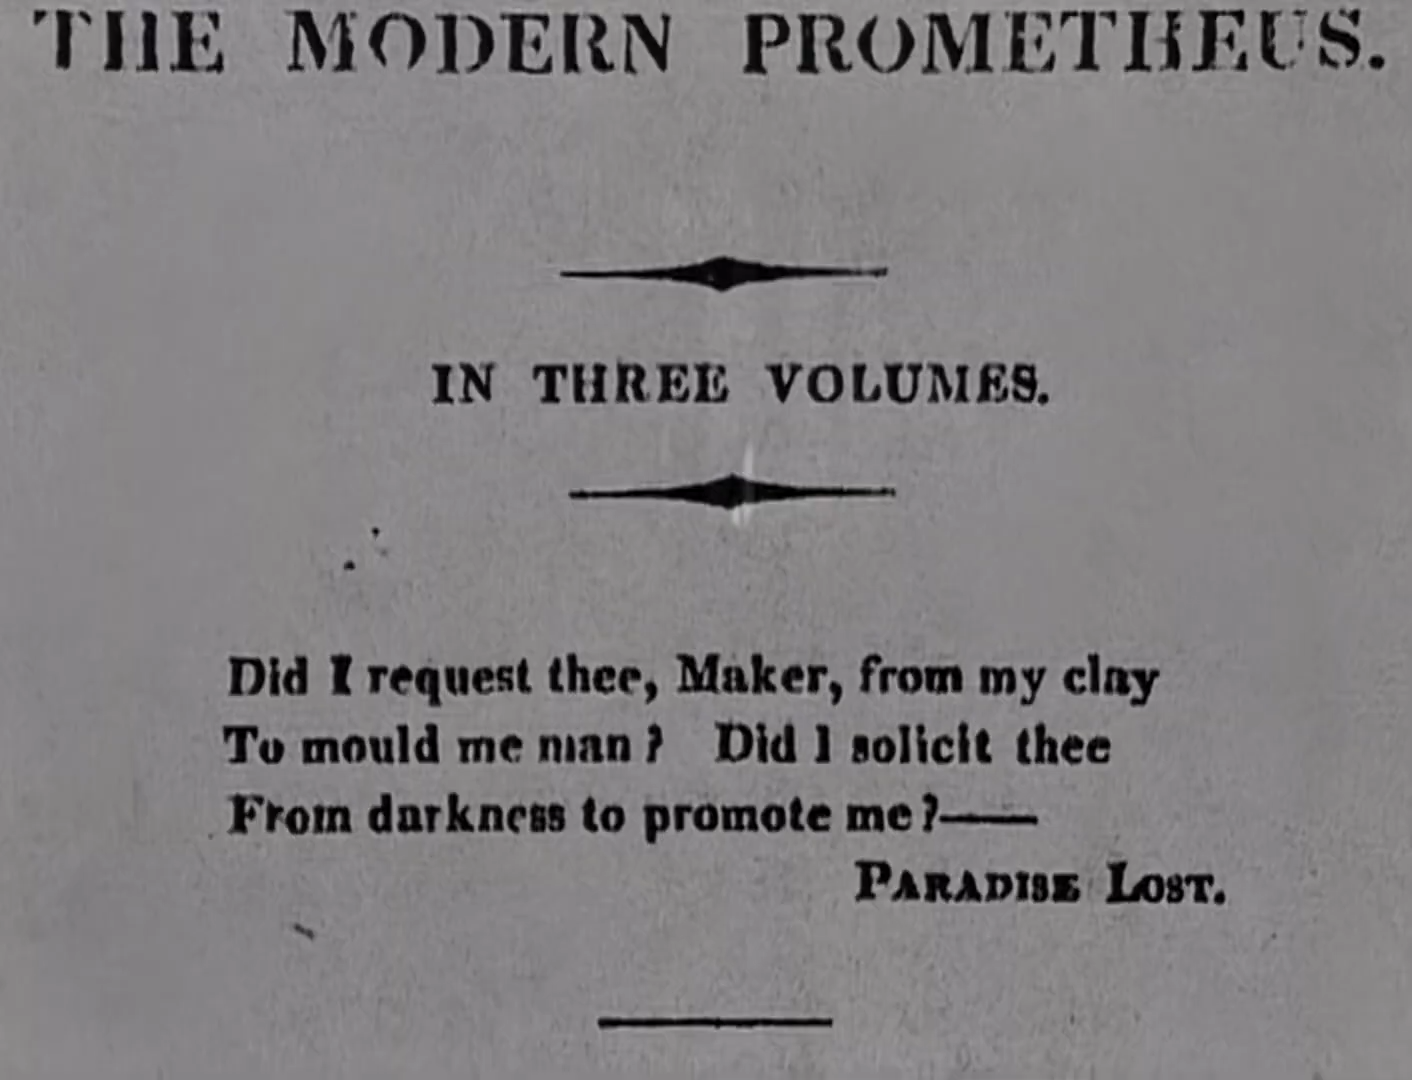 THE MODERN PROMETHEUS.
IN THREE VOLUMES.
Did I request thee, Maker, from my clay
To mould me man? Did I solicit thee
From darkness to promote me?——
PARADISE LOST.